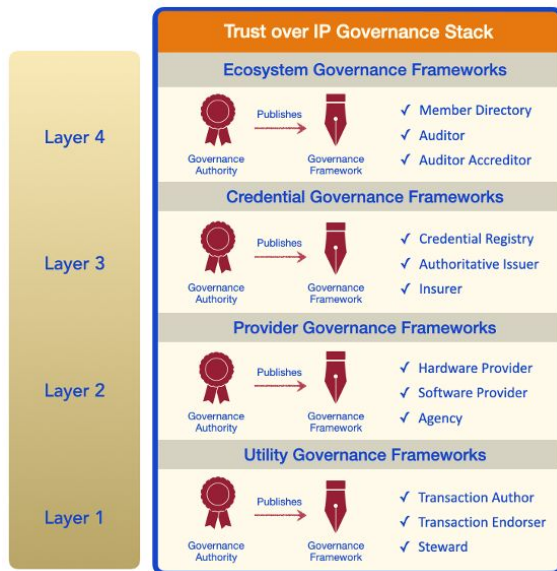 Trust over IP Governance Stack
Ecosystem Governance Frameworks
Layer 4
Publishes
Governance
Authority
Governance
Framework
✓ Member Directory
✓ Auditor
✓ Auditor Accreditor
Credential Governance Frameworks
Layer 3
Publishes
Governance
Authority
Governance
Framework
✓ Credential Registry
✓ Authoritative Issuer
✓ Insurer
Provider Governance Frameworks
Layer 2
Publishes
Governance
Authority
Governance
Framework
✓ Hardware Provider
✓ Software Provider
✓ Agency
Utility Governance Frameworks
Layer 1
Publishes
Governance
Authority
Governance
Framework
✓ Transaction Author
✓ Transaction Endorser
✓ Steward